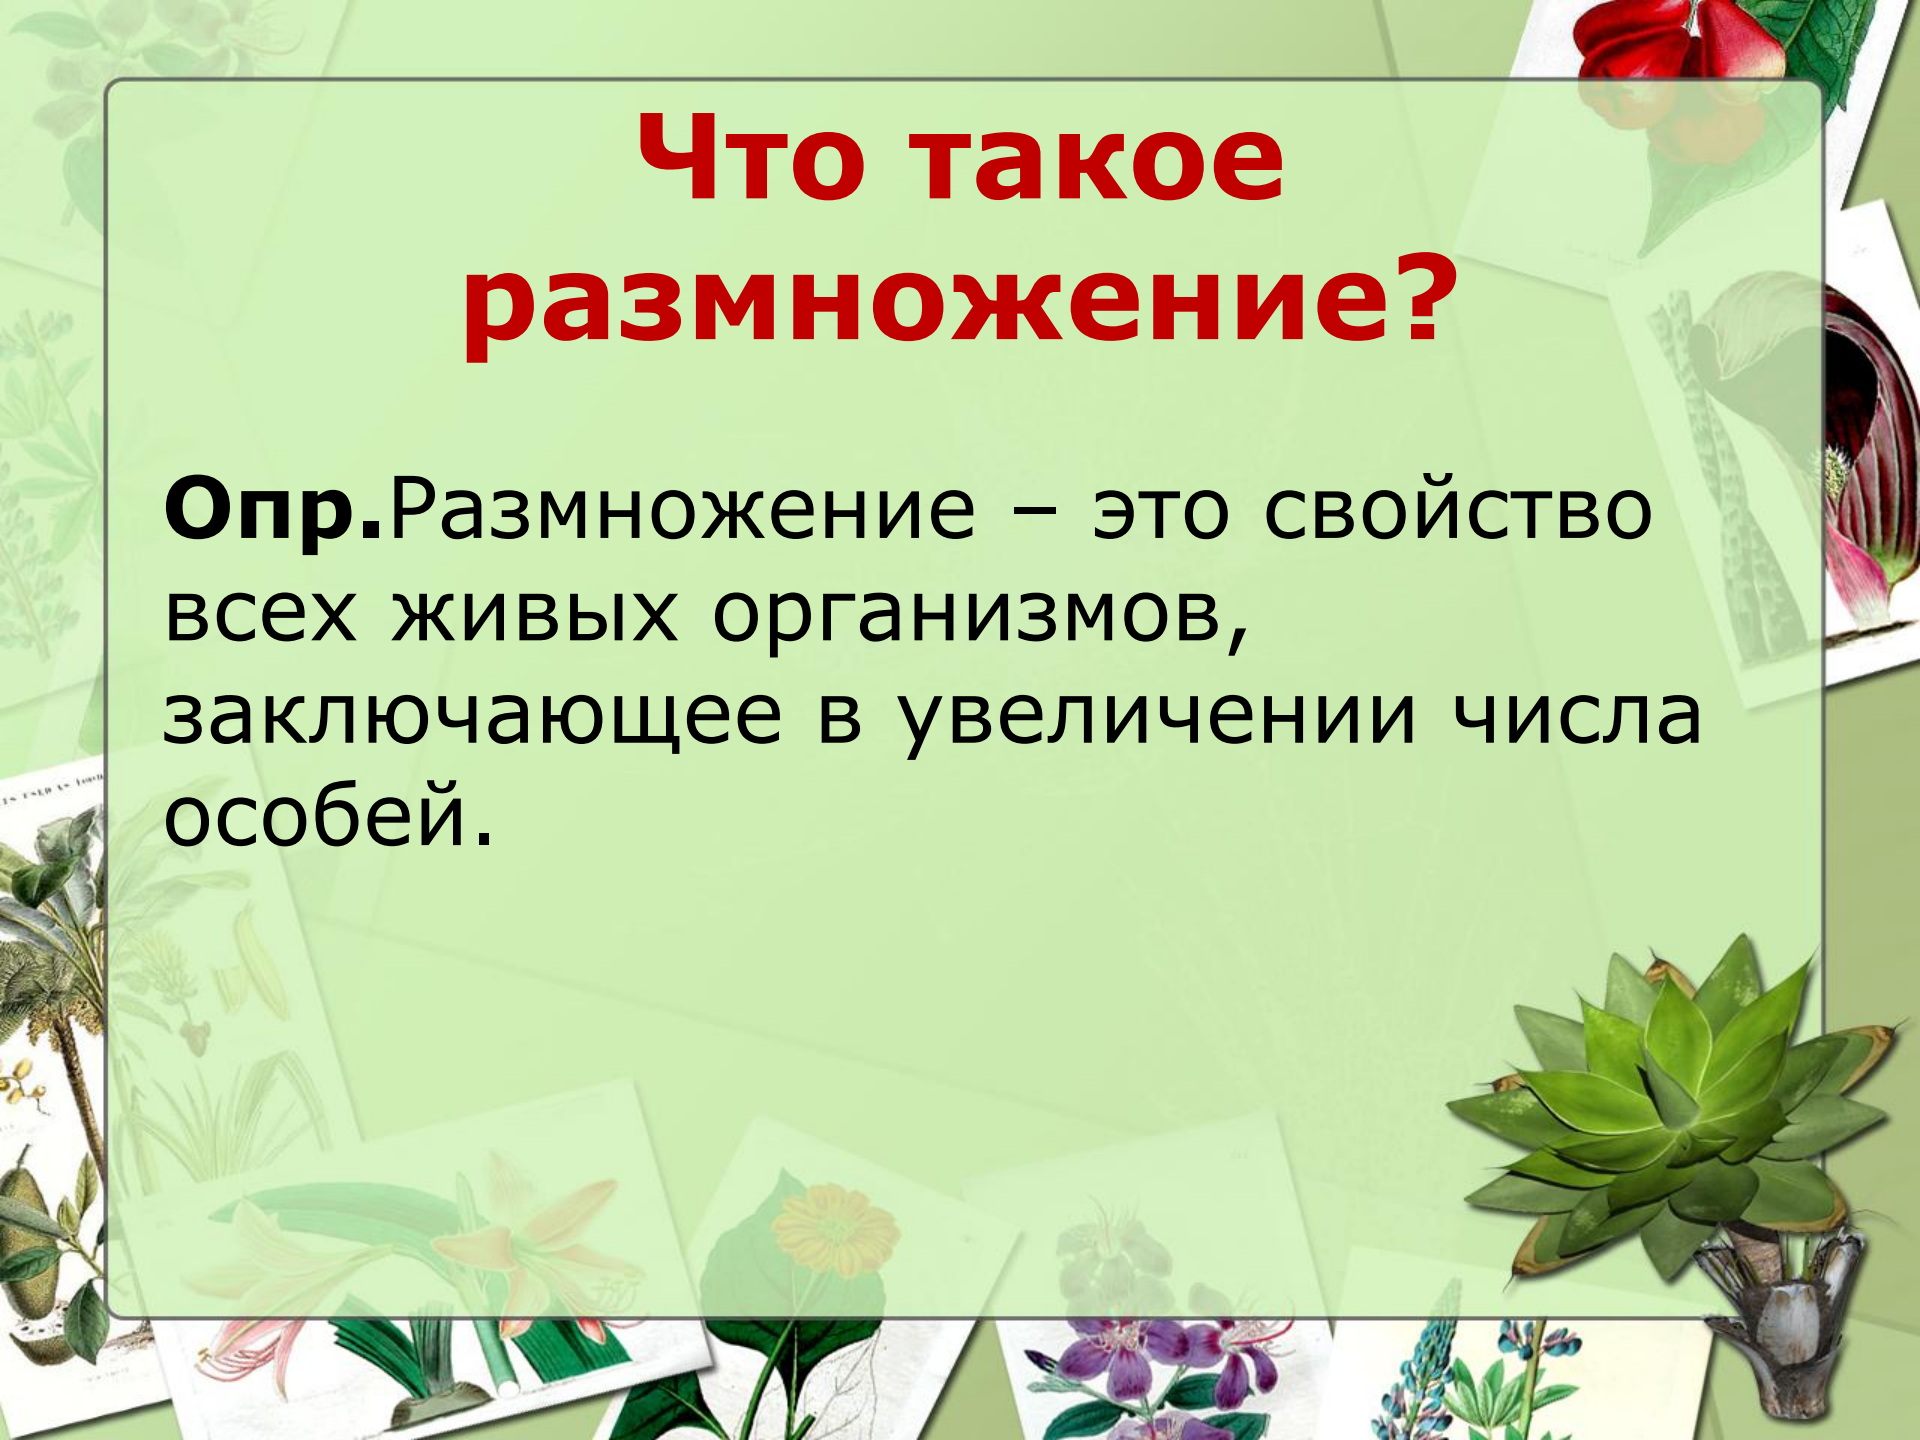 Что такое
размножение?
Опр.Размножение – это свойство
всех живых организмов,
заключающее в увеличении числа
особей.